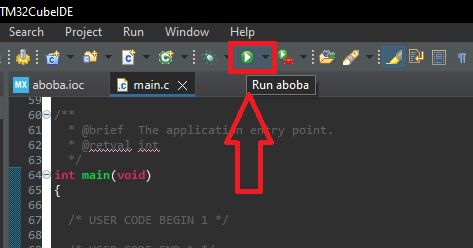 TM32CubeIDE
Search Project Run Window Help
MX aboba.ioc main.c
Run aboba
59
60 /**
61 * @brief The application entry point.
62 * @retval int
63 */
64 int main(void)
65 {
66
67 /* USER CODE BEGIN 1 */
68